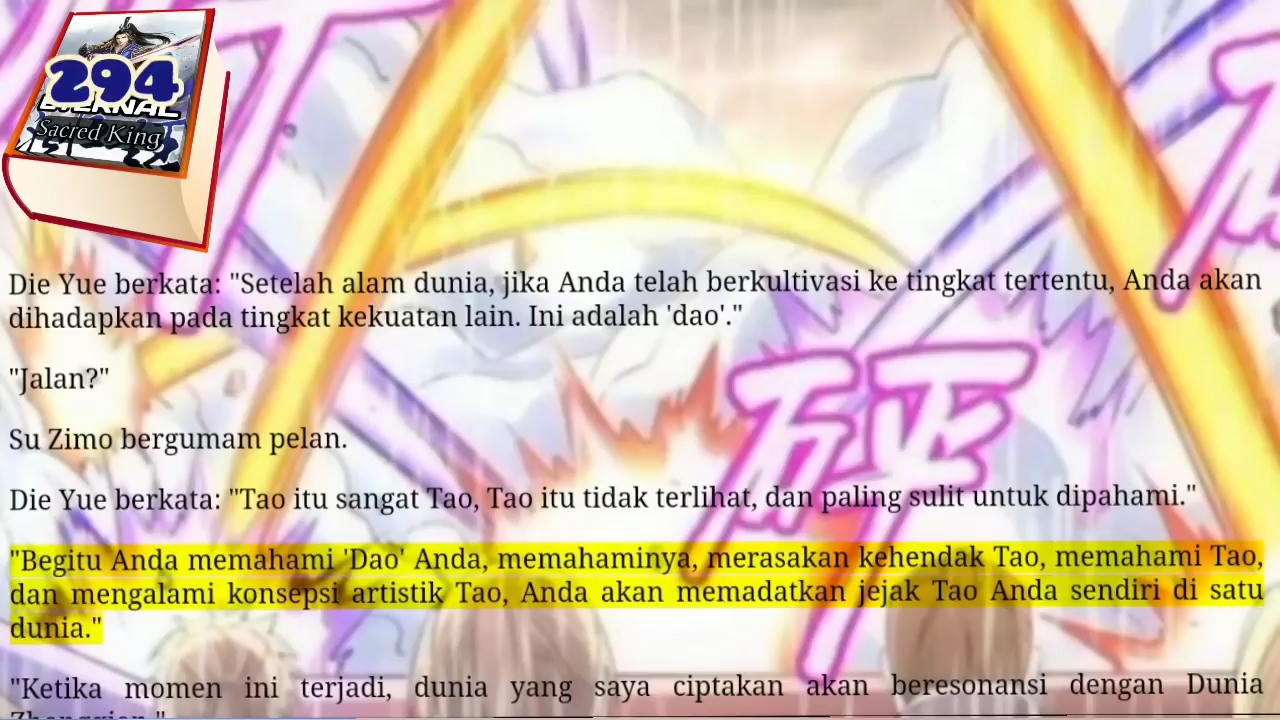 294
ETERNAL
Sacred King
Die Yue berkata: "Setelah alam dunia, jika Anda telah berkultivasi ke tingkat tertentu, Anda akan
dihadapkan pada tingkat kekuatan lain. Ini adalah 'dao'."
"Jalan?"
Su Zimo bergumam pelan.
Die Yue berkata: "Tao itu sangat Tao, Tao itu tidak terlihat, dan paling sulit untuk dipahami."
"Begitu Anda memahami 'Dao' Anda, memahaminya, merasakan kehendak Tao, memahami Tao,
dan mengalami konsepsi artistik Tao, Anda akan memadatkan jejak Tao Anda sendiri di satu
dunia."
"Ketika momen ini terjadi, dunia yang saya ciptakan akan beresonansi dengan Dunia